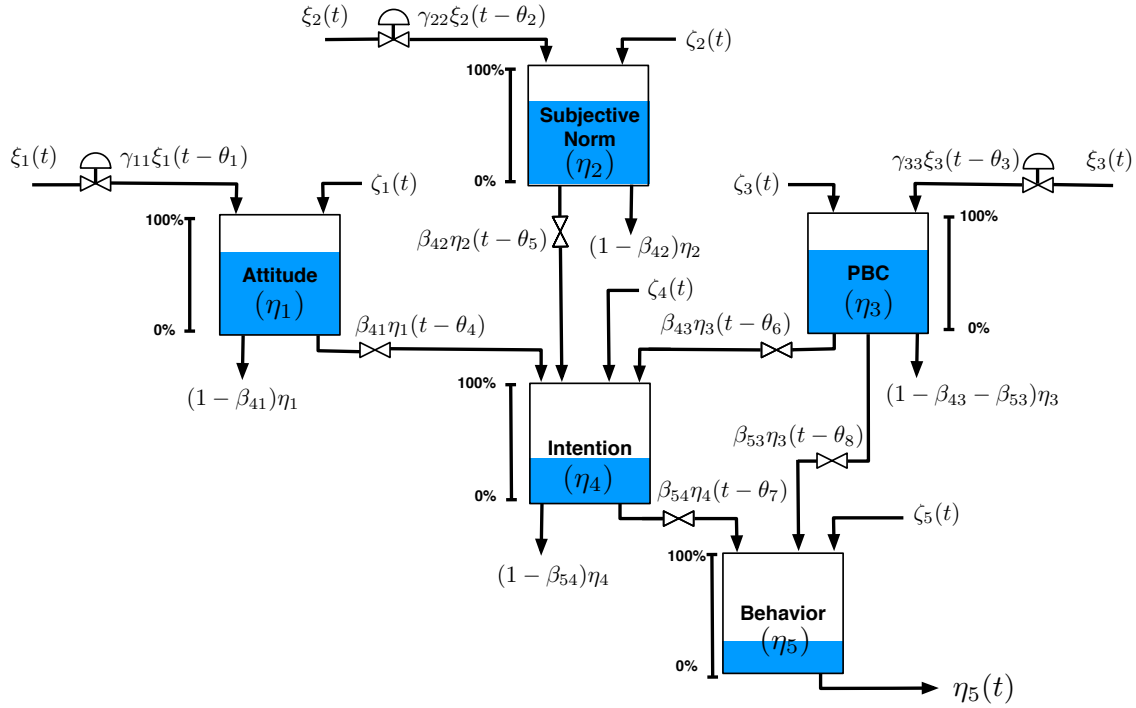 ξ₂(t)
γ₂₂ξ₂(t − θ₂)
ζ₂(t)
100%
Subjective
Norm
(η₂)
0%
ξ₁(t)
γ₁₁ξ₁(t − θ₁)
ζ₁(t)
100%
Attitude
(η₁)
0%
ζ₃(t)
γ₃₃ξ₃(t − θ₃)
ξ₃(t)
100%
PBC
(η₃)
0%
β₄₂η₂(t − θ₅)
(1 − β₄₂)η₂
ζ₄(t)
β₄₁η₁(t − θ₄)
β₄₃η₃(t − θ₆)
(1 − β₄₁)η₁
(1 − β₄₃ − β₅₃)η₃
100%
Intention
(η₄)
0%
β₅₃η₃(t − θ₈)
β₅₄η₄(t − θ₇)
ζ₅(t)
(1 − β₅₄)η₄
100%
Behavior
(η₅)
0%
η₅(t)